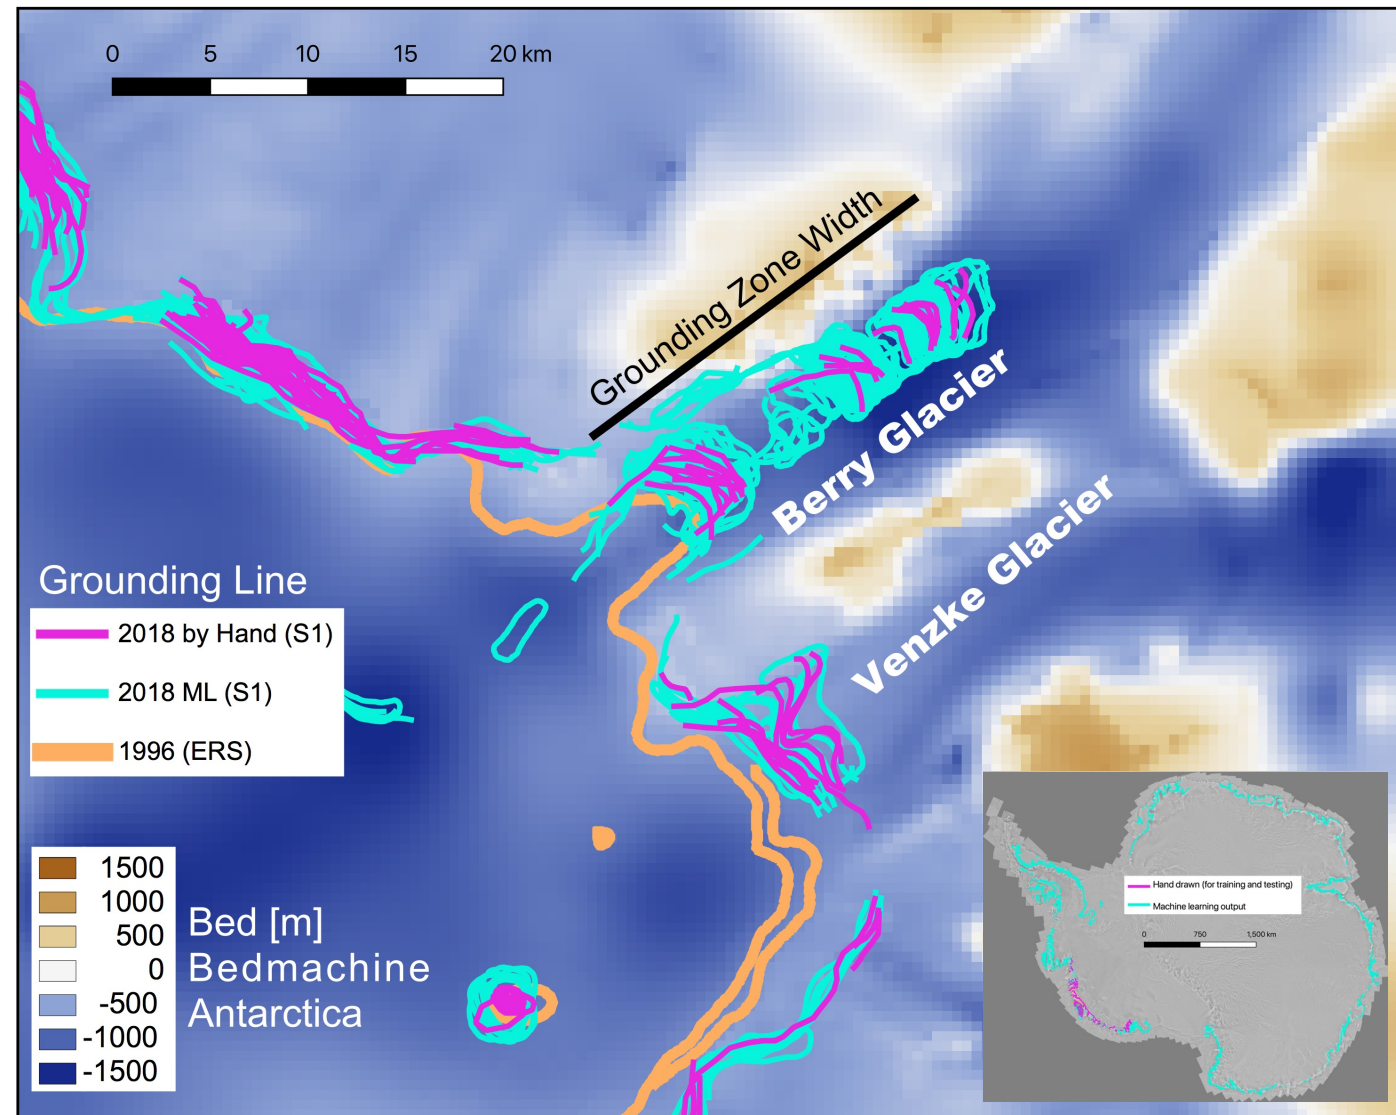 0 5 10 15 20 km
Grounding Zone Width
Berry Glacier
Venzke Glacier
Grounding Line
2018 by Hand (S1)
2018 ML (S1)
1996 (ERS)
1500
1000
500
0
-500
-1000
-1500
Bed [m]
Bedmachine
Antarctica
Hand drawn (for training and testing)
Machine learning output
0 750 1,500 km